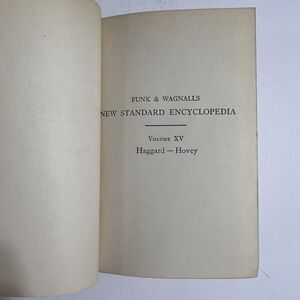 FUNK & WAGNALLS
NEW STANDARD ENCYCLOPEDIA
VOLUME XV
Haggard — Hovey